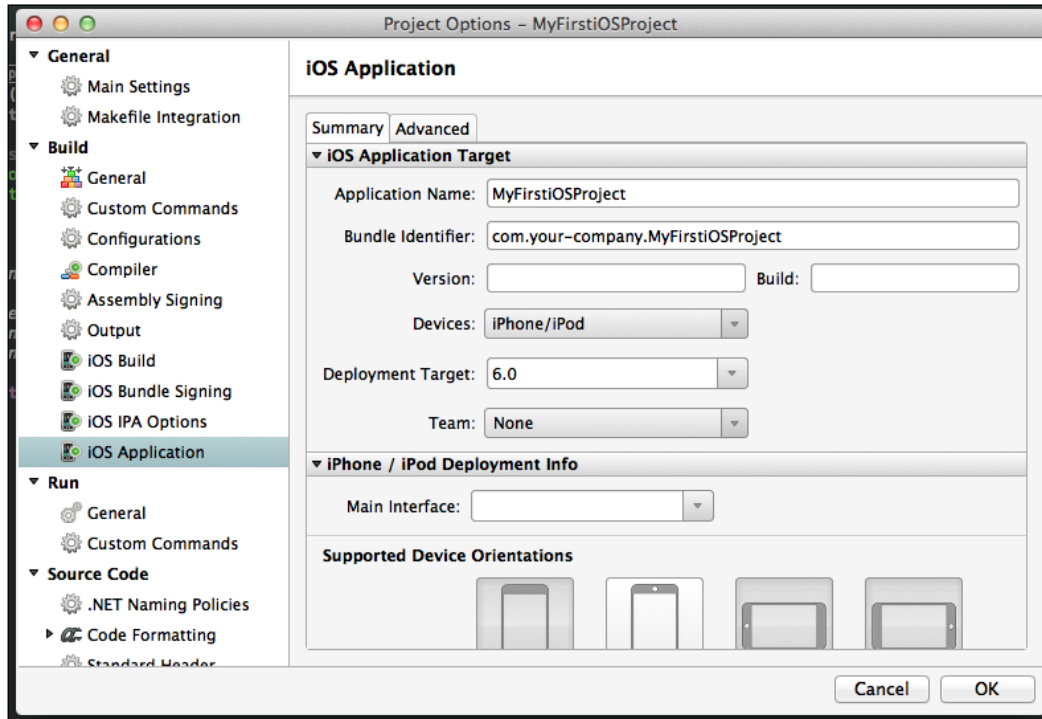 Project Options – MyFirstiOSProject
General
Main Settings
Makefile Integration
Build
General
Custom Commands
Configurations
Compiler
Assembly Signing
Output
iOS Build
iOS Bundle Signing
iOS IPA Options
iOS Application
Run
General
Custom Commands
Source Code
.NET Naming Policies
Code Formatting
Standard Header
iOS Application
Summary Advanced
iOS Application Target
Application Name: MyFirstiOSProject
Bundle Identifier: com.your-company.MyFirstiOSProject
Version: Build:
Devices: iPhone/iPod
Deployment Target: 6.0
Team: None
iPhone / iPod Deployment Info
Main Interface:
Supported Device Orientations
Cancel OK